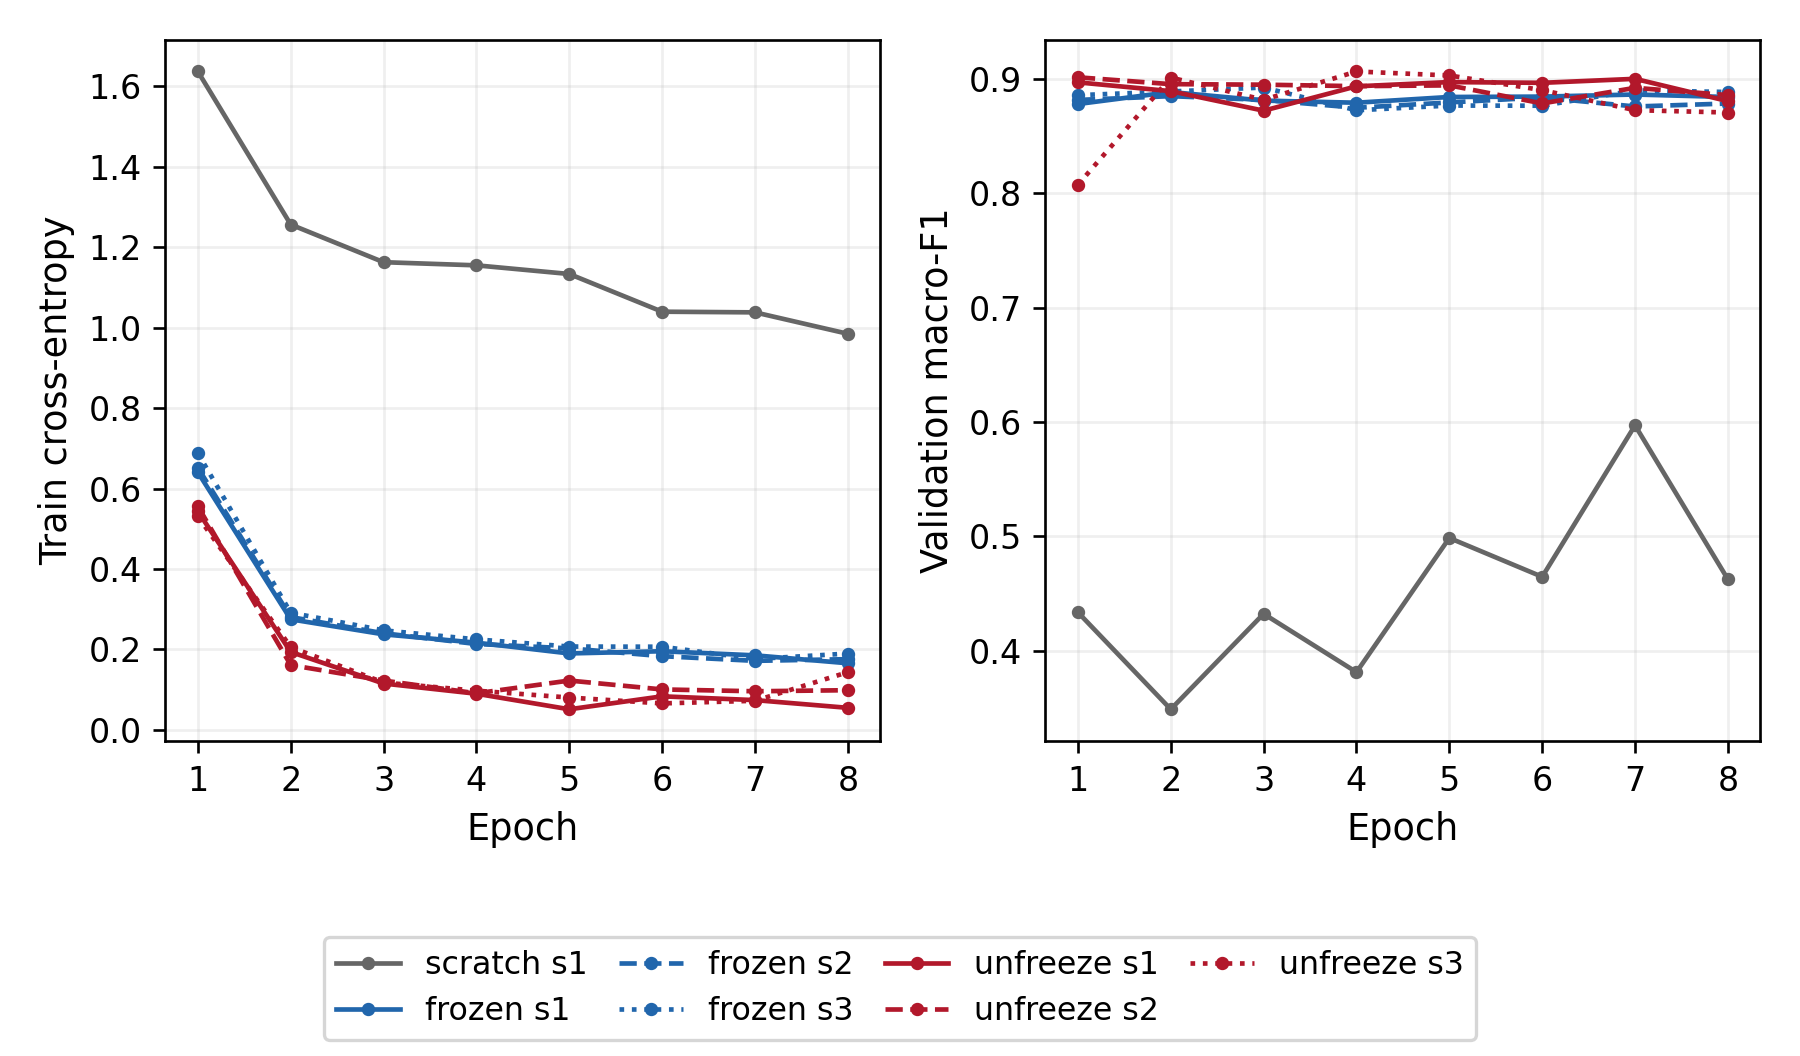 Train cross-entropy
1.6
1.4
1.2
1.0
0.8
0.6
0.4
0.2
0.0
1 2 3 4 5 6 7 8
Epoch
Validation macro-F1
0.9
0.8
0.7
0.6
0.5
0.4
1 2 3 4 5 6 7 8
Epoch
scratch s1 frozen s2 unfreeze s1 unfreeze s3
frozen s1 frozen s3 unfreeze s2